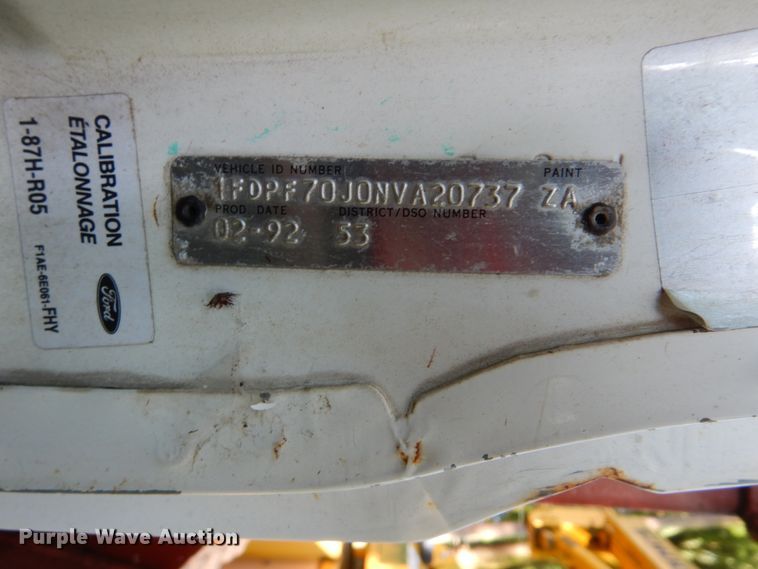 CALIBRATION
ÉTALONNAGE
1-87H-R05
F1AE-6E061-FHY
Ford
VEHICLE ID NUMBER PAINT
1FDPF70J0NVA20737 ZA
PROD. DATE DISTRICT/DSO NUMBER
02-92 53
Purple Wave Auction